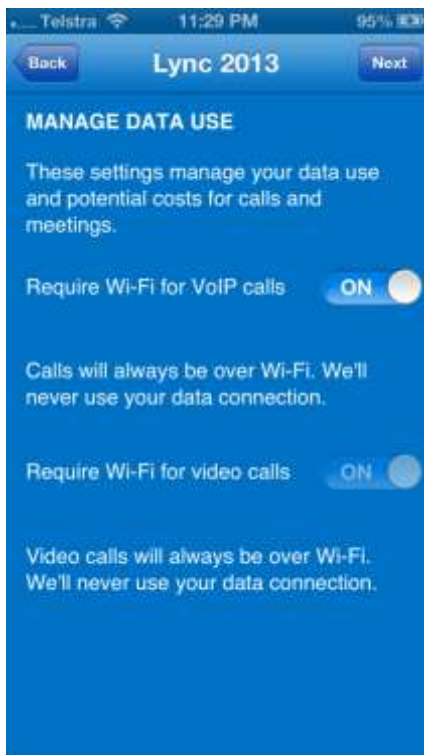 Telstra 11:29 PM 95%
Back Lync 2013 Next
MANAGE DATA USE
These settings manage your data use
and potential costs for calls and
meetings.
Require Wi-Fi for VoIP calls ON
Calls will always be over Wi-Fi. We'll
never use your data connection.
Require Wi-Fi for video calls ON
Video calls will always be over Wi-Fi.
We'll never use your data connection.